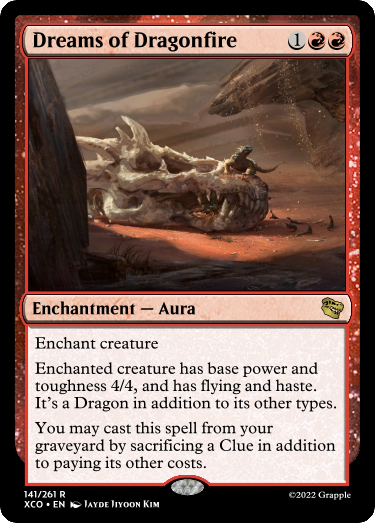 Dreams of Dragonfire 1
Enchantment — Aura
Enchant creature
Enchanted creature has base power and
toughness 4/4, and has flying and haste.
It's a Dragon in addition to its other types.
You may cast this spell from your
graveyard by sacrificing a Clue in addition
to paying its other costs.
141/261 R
XCO • EN Jayde Jiyoon Kim
©2022 Grapple